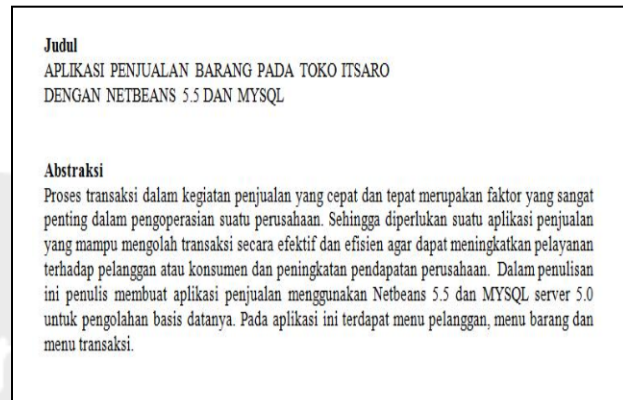 Judul
APLIKASI PENJUALAN BARANG PADA TOKO ITSARO
DENGAN NETBEANS 5.5 DAN MYSQL
Abstraksi
Proses transaksi dalam kegiatan penjualan yang cepat dan tepat merupakan faktor yang sangat
penting dalam pengoperasian suatu perusahaan. Sehingga diperlukan suatu aplikasi penjualan
yang mampu mengolah transaksi secara efektif dan efisien agar dapat meningkatkan pelayanan
terhadap pelanggan atau konsumen dan peningkatan pendapatan perusahaan. Dalam penulisan
ini penulis membuat aplikasi penjualan menggunakan Netbeans 5.5 dan MYSQL server 5.0
untuk pengolahan basis datanya. Pada aplikasi ini terdapat menu pelanggan, menu barang dan
menu transaksi.